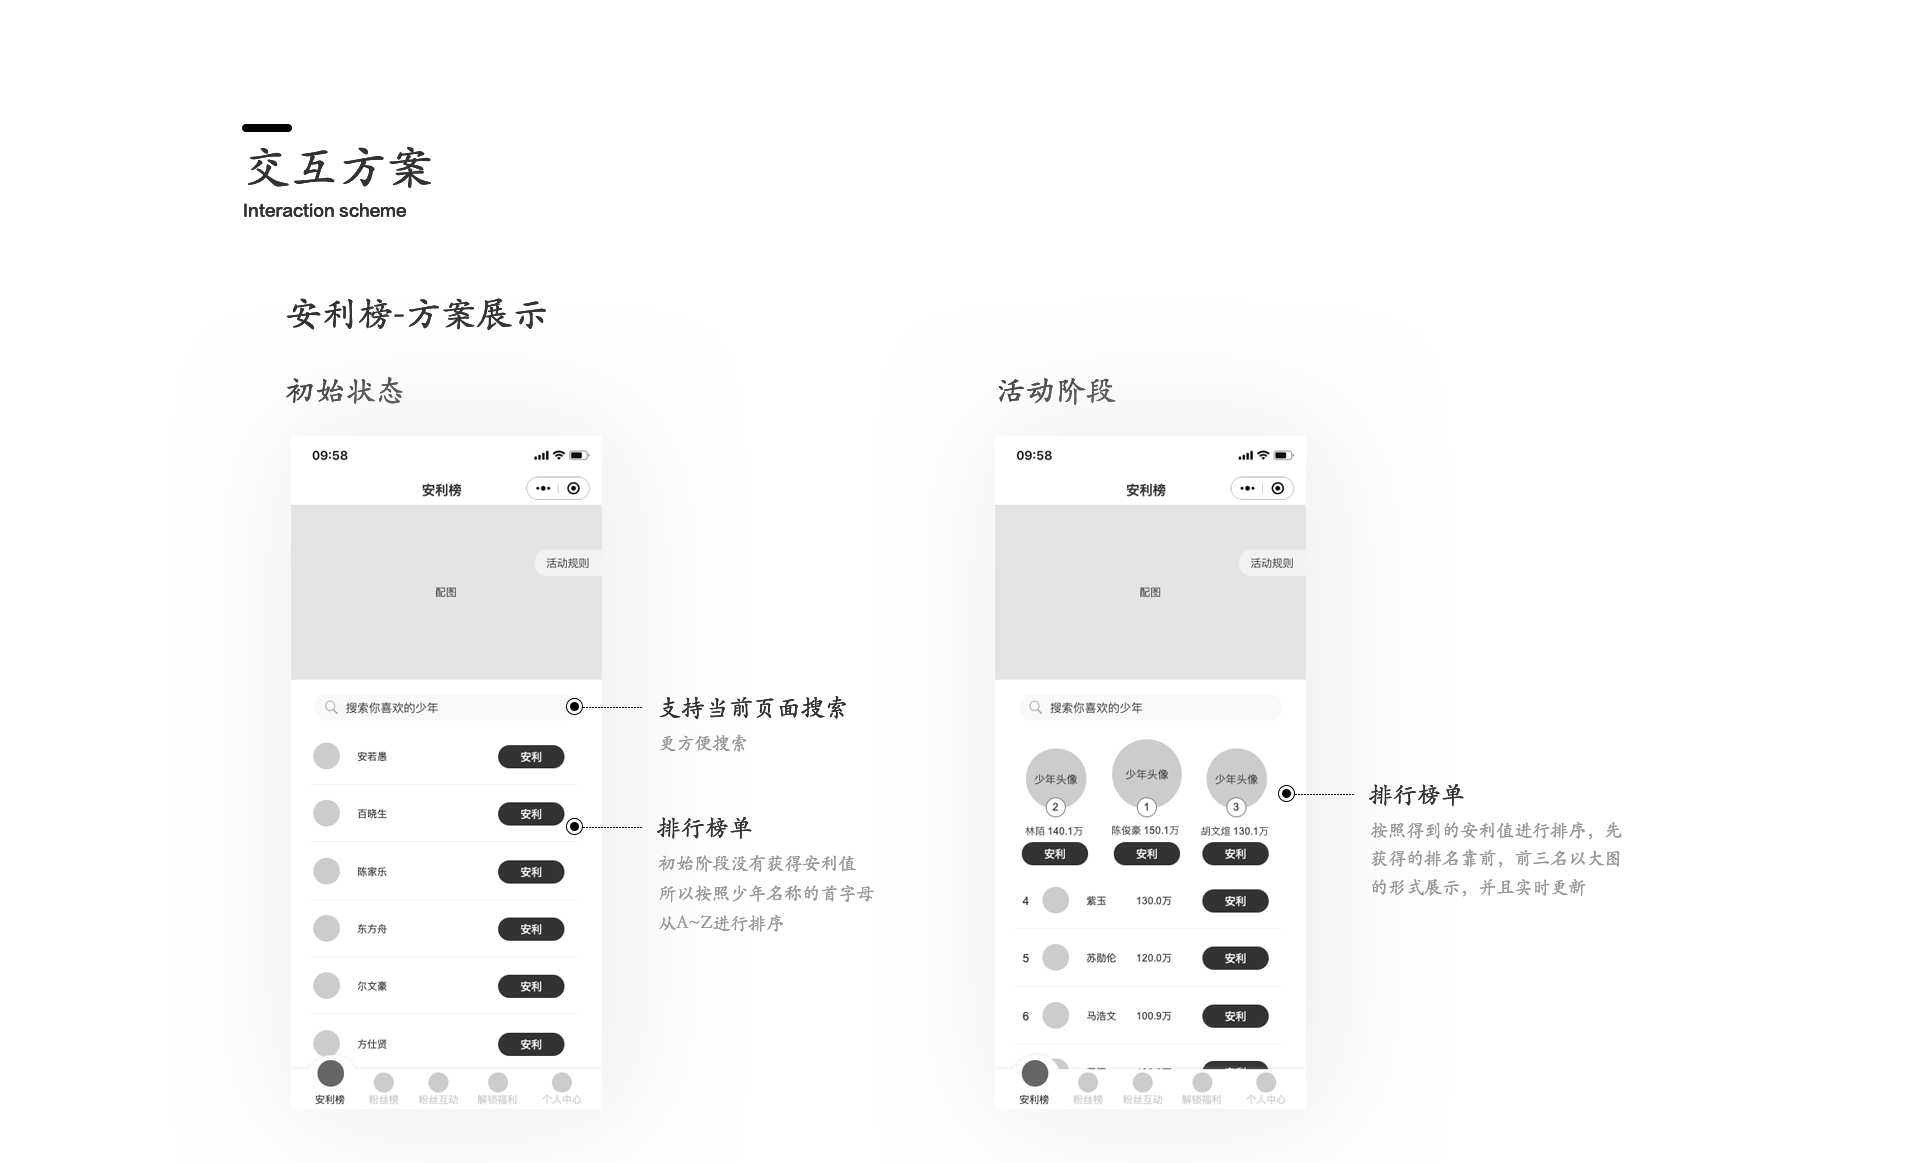 交互方案
Interaction scheme
安利榜-方案展示
初始状态
09:58
安利榜
活动规则
配图
搜索你喜欢的少年
安若愚 安利
百晓生 安利
陈家乐 安利
东方舟 安利
尔文豪 安利
方仕贤 安利
安利榜 粉丝榜 粉丝互动 解锁福利 个人中心
支持当前页面搜索
更方便搜索
排行榜单
初始阶段没有获得安利值
所以按照少年名称的首字母
从A~Z进行排序
活动阶段
09:58
安利榜
活动规则
配图
搜索你喜欢的少年
少年头像 少年头像 少年头像
2 1 3
林陌 140.1万 陈俊豪 150.1万 胡文煊 130.1万
安利 安利 安利
4 紫玉 130.0万 安利
5 苏勋伦 120.0万 安利
6 马浩文 100.9万 安利
安利榜 粉丝榜 粉丝互动 解锁福利 个人中心
排行榜单
按照得到的安利值进行排序，先
获得的排名靠前，前三名以大图
的形式展示，并且实时更新